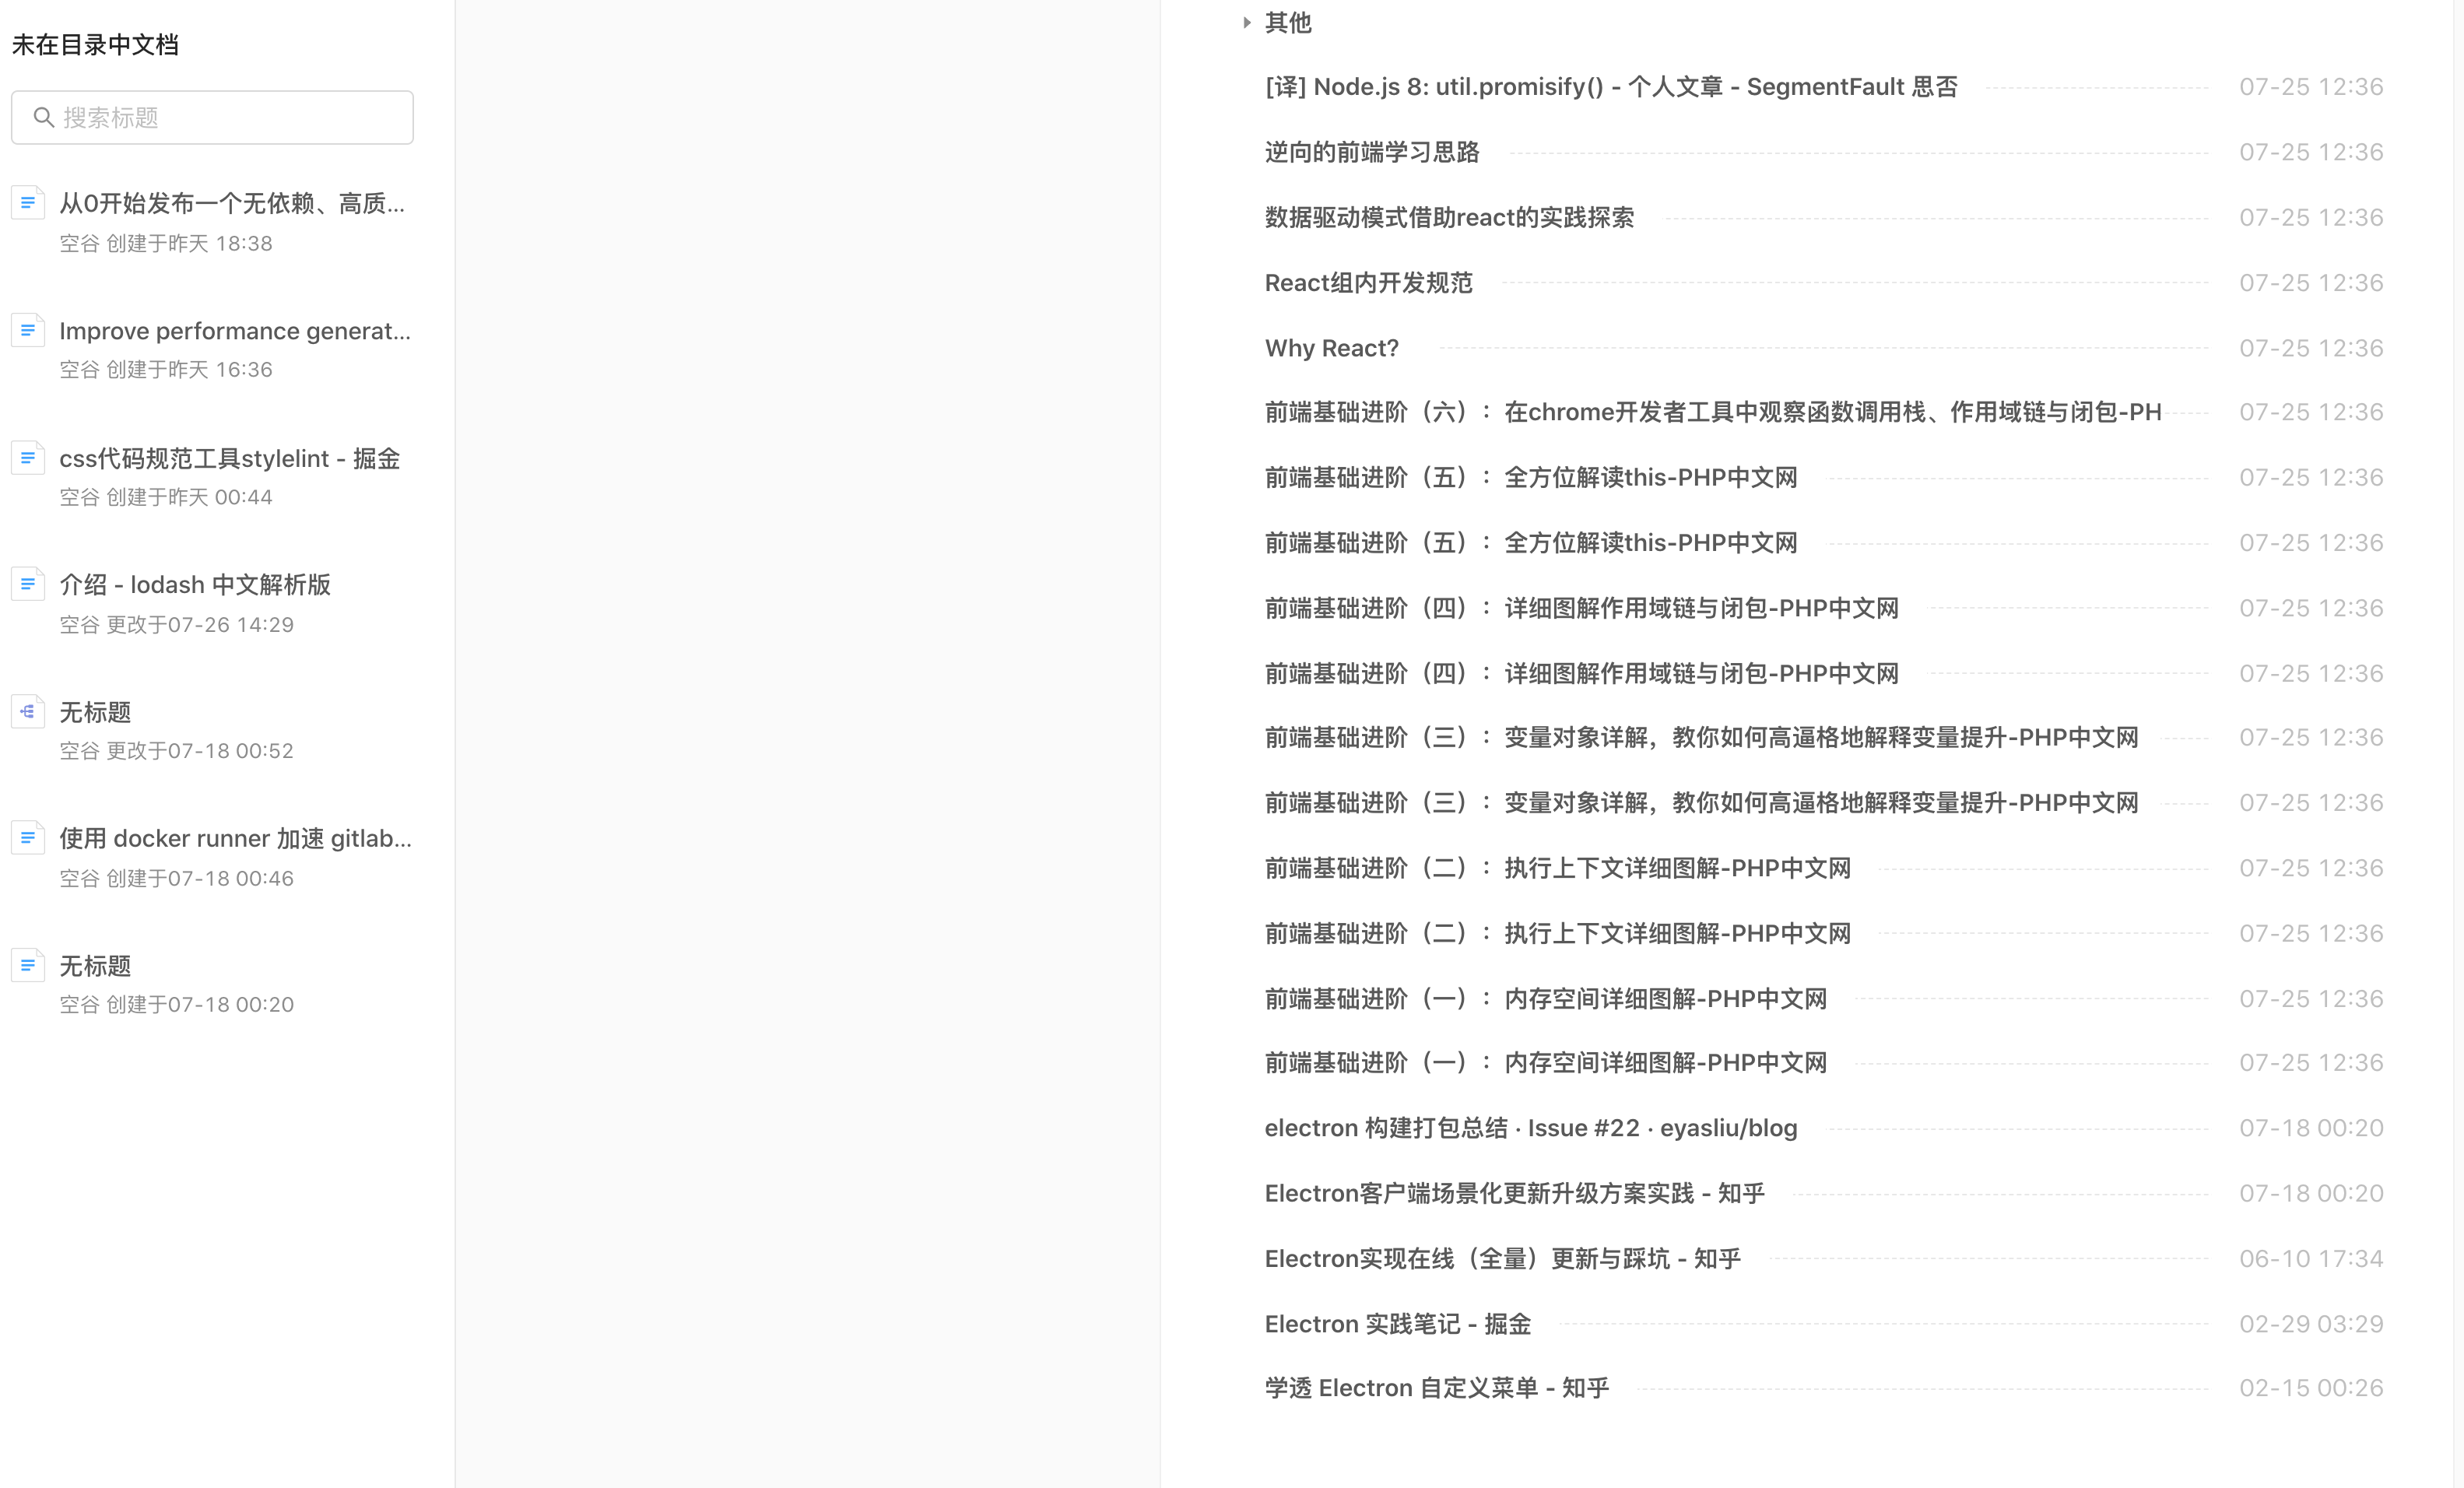 未在目录中文档
搜索标题
从0开始发布一个无依赖、高质...
空谷 创建于昨天 18:38
Improve performance generat...
空谷 创建于昨天 16:36
css代码规范工具stylelint - 掘金
空谷 创建于昨天 00:44
介绍 - lodash 中文解析版
空谷 更改于07-26 14:29
无标题
空谷 更改于07-18 00:52
使用 docker runner 加速 gitlab...
空谷 创建于07-18 00:46
无标题
空谷 创建于07-18 00:20
其他
[译] Node.js 8: util.promisify() - 个人文章 - SegmentFault 思否 07-25 12:36
逆向的前端学习思路 07-25 12:36
数据驱动模式借助react的实践探索 07-25 12:36
React组内开发规范 07-25 12:36
Why React? 07-25 12:36
前端基础进阶（六）：在chrome开发者工具中观察函数调用栈、作用域链与闭包-PH 07-25 12:36
前端基础进阶（五）：全方位解读this-PHP中文网 07-25 12:36
前端基础进阶（五）：全方位解读this-PHP中文网 07-25 12:36
前端基础进阶（四）：详细图解作用域链与闭包-PHP中文网 07-25 12:36
前端基础进阶（四）：详细图解作用域链与闭包-PHP中文网 07-25 12:36
前端基础进阶（三）：变量对象详解，教你如何高逼格地解释变量提升-PHP中文网 07-25 12:36
前端基础进阶（三）：变量对象详解，教你如何高逼格地解释变量提升-PHP中文网 07-25 12:36
前端基础进阶（二）：执行上下文详细图解-PHP中文网 07-25 12:36
前端基础进阶（二）：执行上下文详细图解-PHP中文网 07-25 12:36
前端基础进阶（一）：内存空间详细图解-PHP中文网 07-25 12:36
前端基础进阶（一）：内存空间详细图解-PHP中文网 07-25 12:36
electron 构建打包总结 · Issue #22 · eyasliu/blog 07-18 00:20
Electron客户端场景化更新升级方案实践 - 知乎 07-18 00:20
Electron实现在线（全量）更新与踩坑 - 知乎 06-10 17:34
Electron 实践笔记 - 掘金 02-29 03:29
学透 Electron 自定义菜单 - 知乎 02-15 00:26